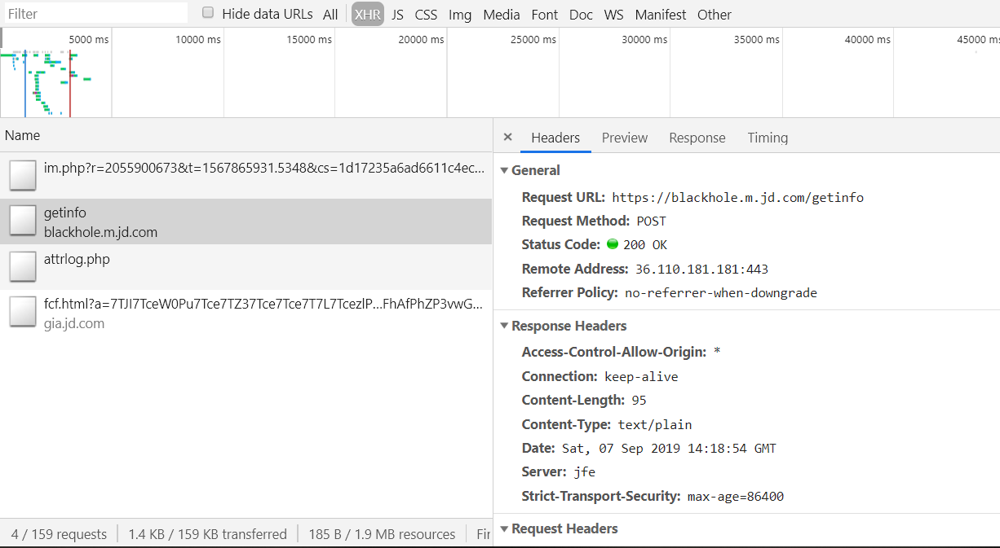 Filter Hide data URLs All XHR JS CSS Img Media Font Doc WS Manifest Other
5000 ms 10000 ms 15000 ms 20000 ms 25000 ms 30000 ms 35000 ms 40000 ms 45000 ms
Name
im.php?r=2055900673&t=1567865931.5348&cs=1d17235a6ad6611c4ec...
getinfo
blackhole.m.jd.com
attrlog.php
fcf.html?a=7TJI7TceW0Pu7Tce7TZ37Tce7Tce7T7L7TcezlP...FhAfPhZP3vwG...
gia.jd.com
4 / 159 requests 1.4 KB / 159 KB transferred 185 B / 1.9 MB resources Fir
× Headers Preview Response Timing
▼ General
Request URL: https://blackhole.m.jd.com/getinfo
Request Method: POST
Status Code: 200 OK
Remote Address: 36.110.181.181:443
Referrer Policy: no-referrer-when-downgrade
▼ Response Headers
Access-Control-Allow-Origin: *
Connection: keep-alive
Content-Length: 95
Content-Type: text/plain
Date: Sat, 07 Sep 2019 14:18:54 GMT
Server: jfe
Strict-Transport-Security: max-age=86400
▼ Request Headers